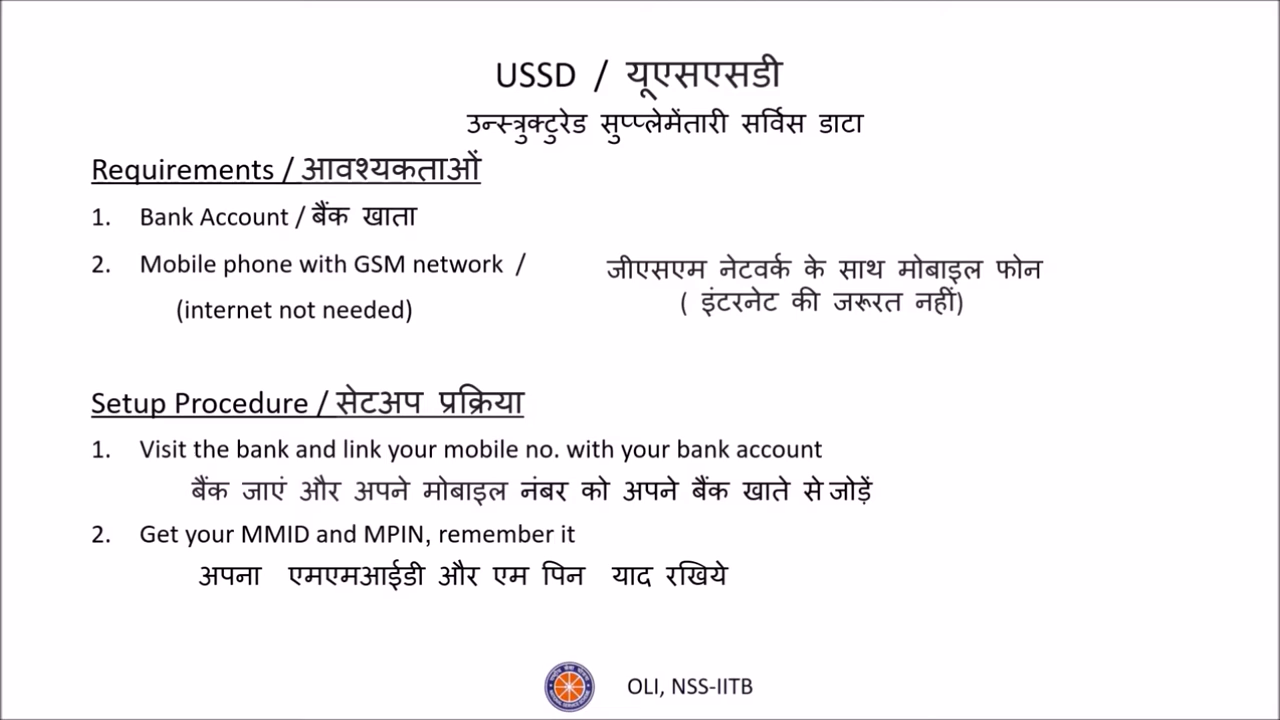 USSD / यूएसएसडी
उन्स्त्रुक्टुरेड सुप्प्लेमेंतारी सर्विस डाटा
Requirements / आवश्यकताओं
1. Bank Account / बैंक खाता
2. Mobile phone with GSM network / जीएसएम नेटवर्क के साथ मोबाइल फोन
(internet not needed) ( इंटरनेट की जरूरत नहीं)
Setup Procedure / सेटअप प्रक्रिया
1. Visit the bank and link your mobile no. with your bank account
बैंक जाएं और अपने मोबाइल नंबर को अपने बैंक खाते से जोड़ें
2. Get your MMID and MPIN, remember it
अपना एमएमआईडी और एम पिन याद रखिये
OLI, NSS-IITB